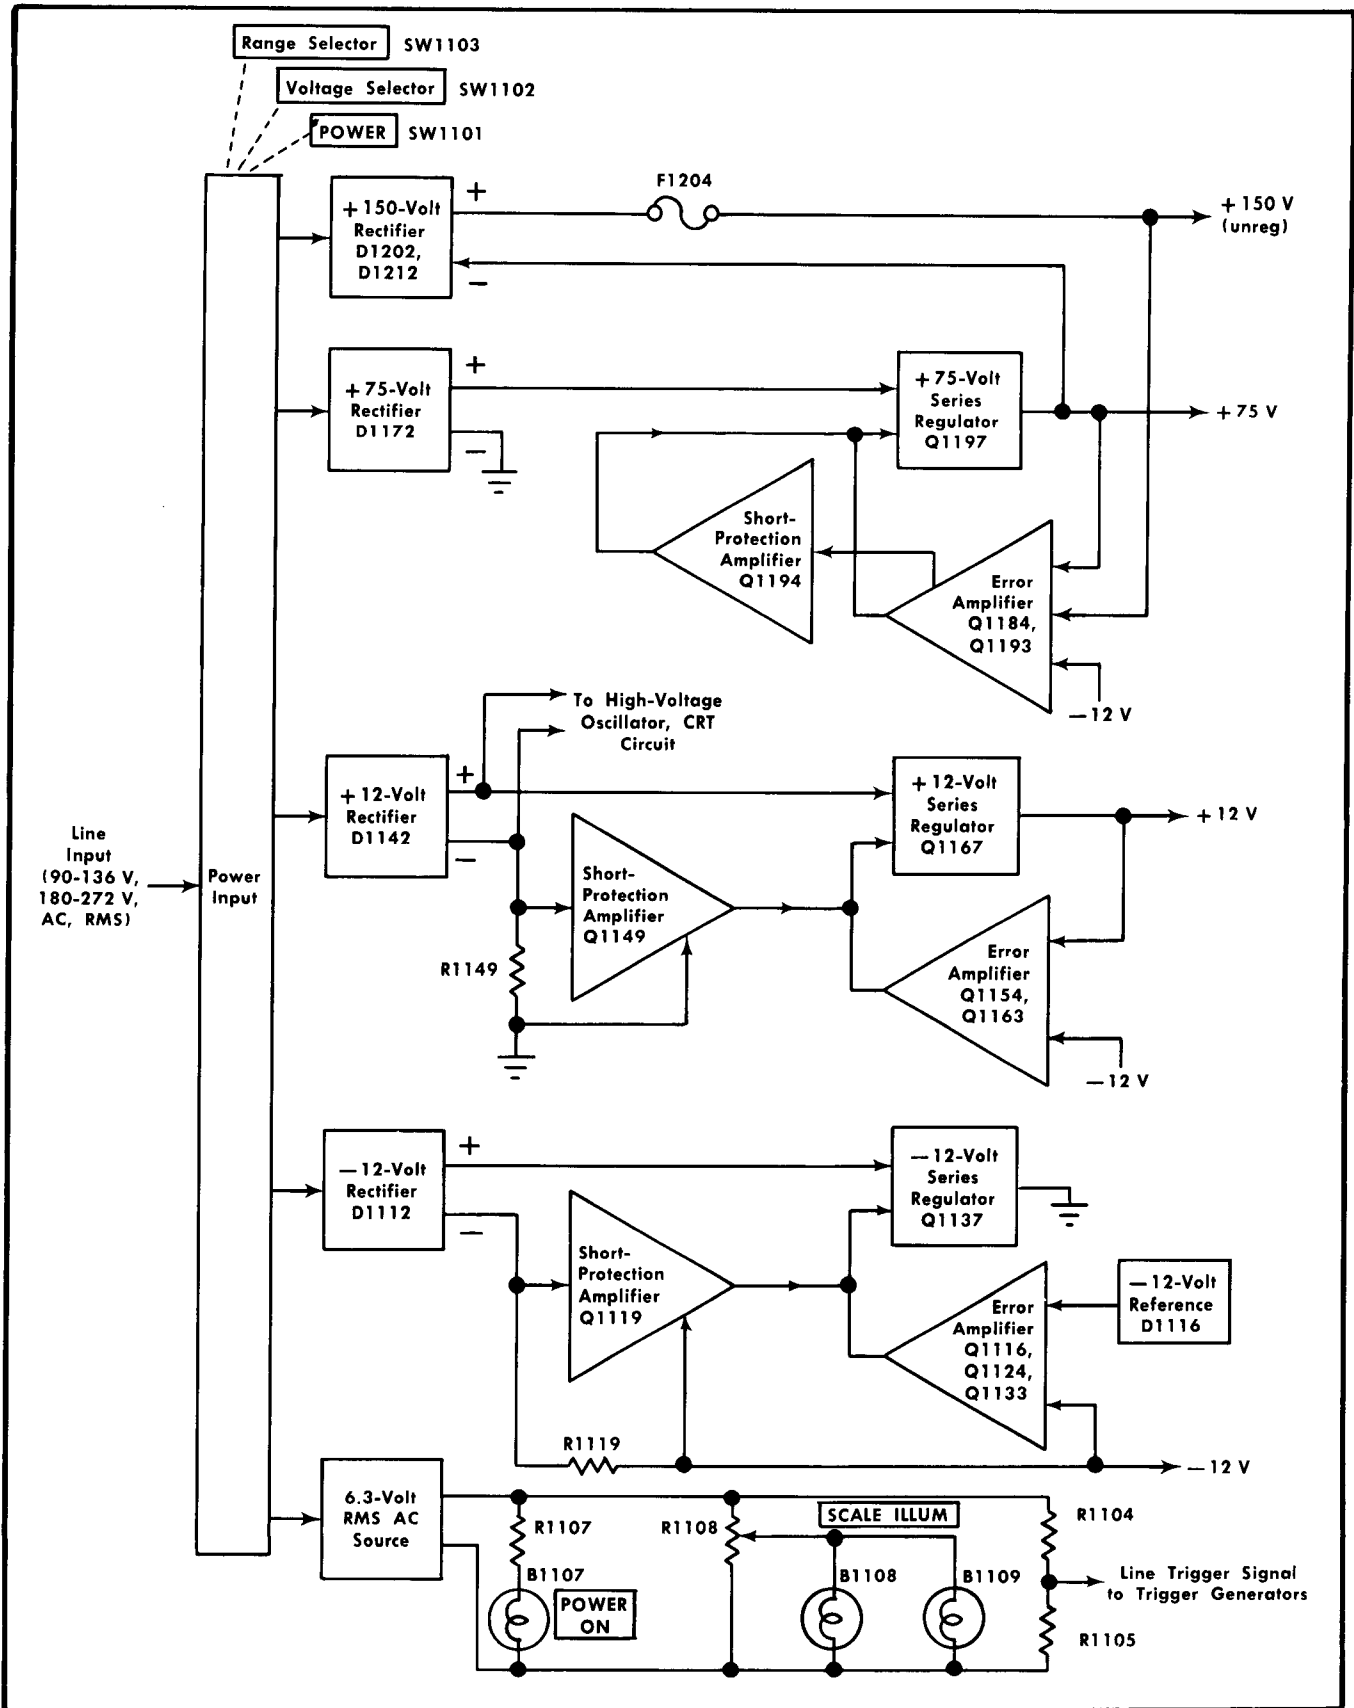 Range Selector SW1103
Voltage Selector SW1102
POWER SW1101
+150-Volt
Rectifier
D1202,
D1212
+
−
F1204
+150 V
(unreg)
+75-Volt
Rectifier
D1172
+
−
+75-Volt
Series
Regulator
Q1197
+75 V
Short-
Protection
Amplifier
Q1194
Error
Amplifier
Q1184,
Q1193
−12 V
To High-Voltage
Oscillator, CRT
Circuit
+12-Volt
Rectifier
D1142
+
−
+12-Volt
Series
Regulator
Q1167
+12 V
Line
Input
(90-136 V,
180-272 V,
AC, RMS)
Power
Input
Short-
Protection
Amplifier
Q1149
R1149
Error
Amplifier
Q1154,
Q1163
−12 V
−12-Volt
Rectifier
D1112
+
−
−12-Volt
Series
Regulator
Q1137
Short-
Protection
Amplifier
Q1119
Error
Amplifier
Q1116,
Q1124,
Q1133
−12-Volt
Reference
D1116
R1119
−12 V
6.3-Volt
RMS AC
Source
R1107
B1107
POWER
ON
R1108
SCALE ILLUM
B1108
B1109
R1104
Line Trigger Signal
to Trigger Generators
R1105